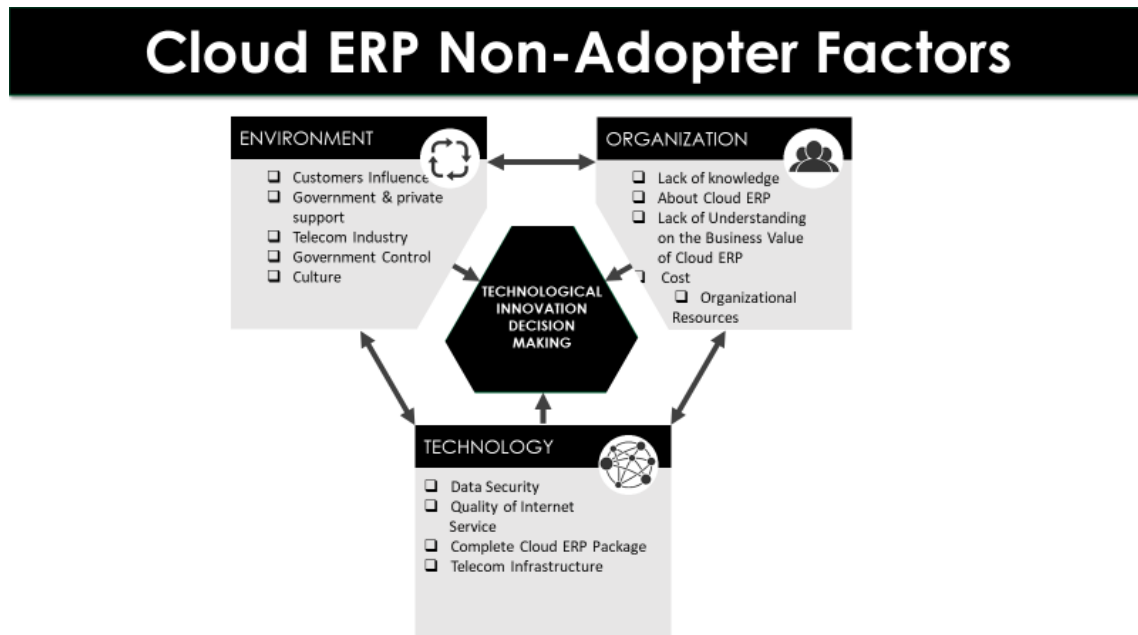 Cloud ERP Non-Adopter Factors
ENVIRONMENT
Customers Influence
Government & private
support
Telecom Industry
Government Control
Culture
ORGANIZATION
Lack of knowledge
About Cloud ERP
Lack of Understanding
on the Business Value
of Cloud ERP
Cost
Organizational
Resources
TECHNOLOGICAL
INNOVATION
DECISION
MAKING
TECHNOLOGY
Data Security
Quality of Internet
Service
Complete Cloud ERP Package
Telecom Infrastructure